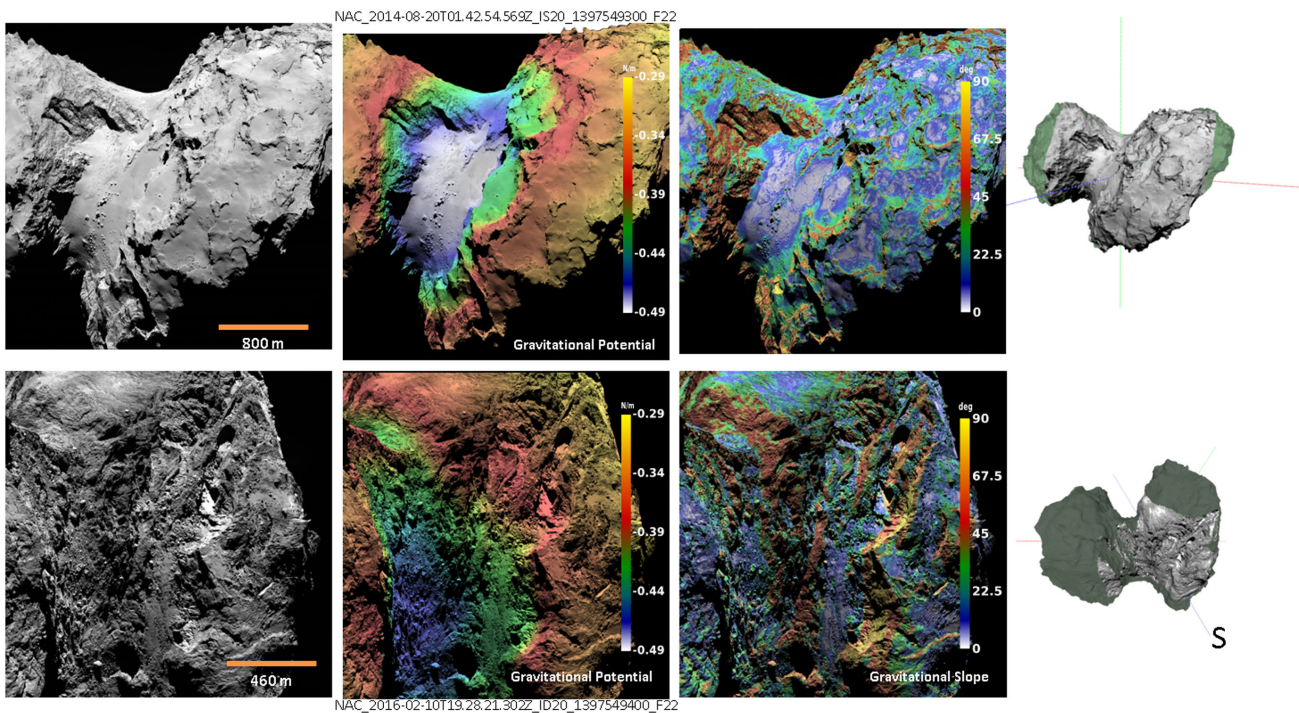 NAC_2014-08-20T01.42.54.569Z_IS20_1397549300_F22
N/m
-0.29
-0.34
-0.39
-0.44
-0.49
Gravitational Potential
deg
90
67.5
45
22.5
0
800 m
N/m
-0.29
-0.34
-0.39
-0.44
-0.49
Gravitational Potential
deg
90
67.5
45
22.5
0
Gravitational Slope
460 m
S
NAC_2016-02-10T19.28.21.302Z_ID20_1397549400_F22